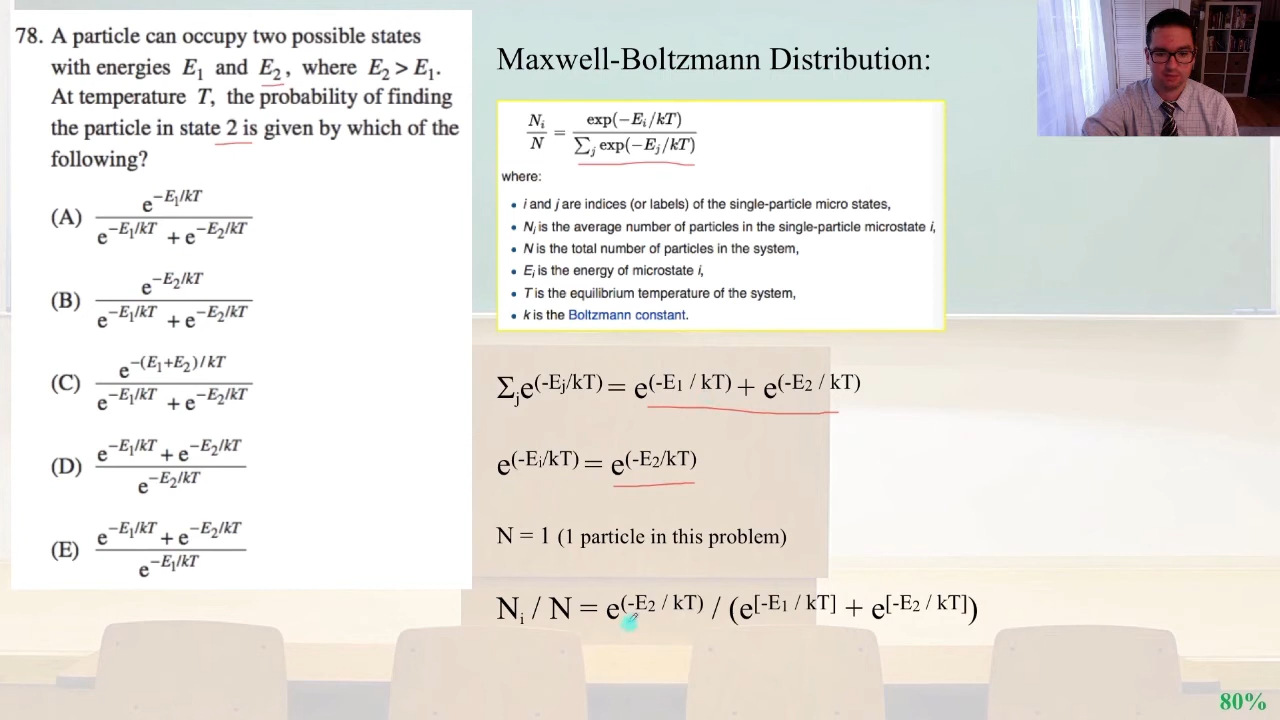 78. A particle can occupy two possible states
with energies E₁ and E₂, where E₂ > E₁.
At temperature T, the probability of finding
the particle in state 2 is given by which of the
following?
(A) e^(−E₁/kT) / (e^(−E₁/kT) + e^(−E₂/kT))
(B) e^(−E₂/kT) / (e^(−E₁/kT) + e^(−E₂/kT))
(C) e^(−(E₁+E₂)/kT) / (e^(−E₁/kT) + e^(−E₂/kT))
(D) (e^(−E₁/kT) + e^(−E₂/kT)) / e^(−E₂/kT)
(E) (e^(−E₁/kT) + e^(−E₂/kT)) / e^(−E₁/kT)
Maxwell-Boltzmann Distribution:
Nᵢ/N = exp(−Eᵢ/kT) / ∑ⱼ exp(−Eⱼ/kT)
where:
• i and j are indices (or labels) of the single-particle micro states,
• Nᵢ is the average number of particles in the single-particle microstate i,
• N is the total number of particles in the system,
• Eᵢ is the energy of microstate i,
• T is the equilibrium temperature of the system,
• k is the Boltzmann constant.
Σⱼe(-Ej/kT) = e(-E1 / kT) + e(-E2 / kT)
e(-Ei/kT) = e(-E2/kT)
N = 1 (1 particle in this problem)
Nᵢ / N = e(-E2 / kT) / (e[-E1 / kT] + e[-E2 / kT])
80%